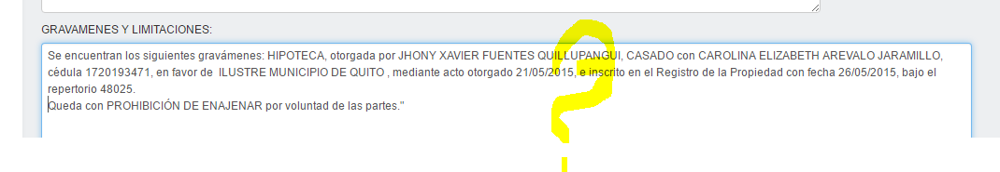 GRAVAMENES Y LIMITACIONES:
Se encuentran los siguientes gravámenes: HIPOTECA, otorgada por JHONY XAVIER FUENTES QUILLUPANGUI, CASADO con CAROLINA ELIZABETH AREVALO JARAMILLO,
cédula 1720193471, en favor de  ILUSTRE MUNICIPIO DE QUITO , mediante acto otorgado 21/05/2015, e inscrito en el Registro de la Propiedad con fecha 26/05/2015, bajo el
repertorio 48025.
Queda con PROHIBICIÓN DE ENAJENAR por voluntad de las partes."
?